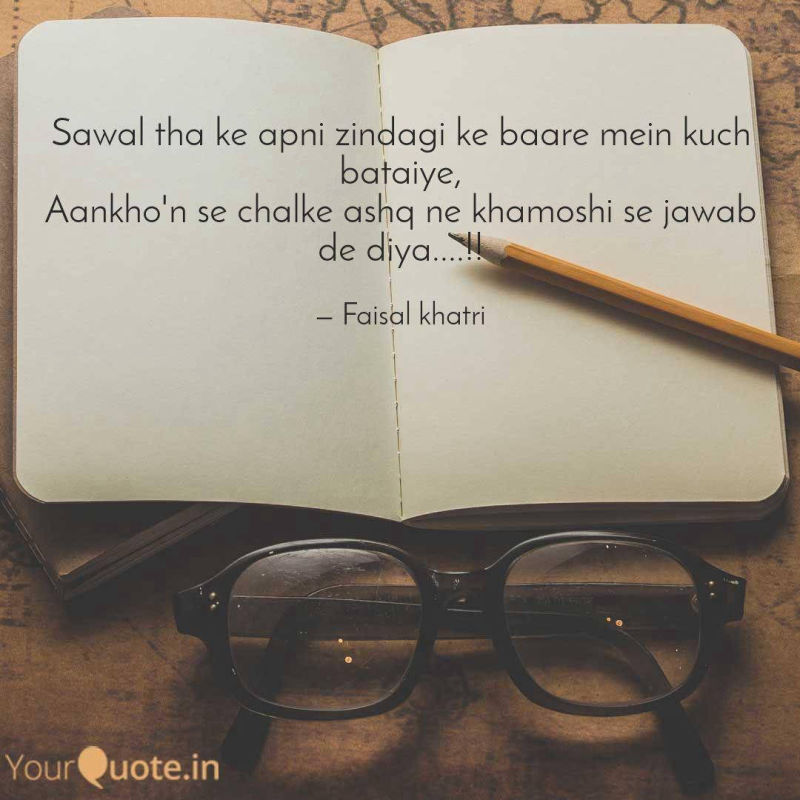 Sawal tha ke apni zindagi ke baare mein kuch
bataiye,
Aankho'n se chalke ashq ne khamoshi se jawab
de diya....!!
– Faisal khatri
YourQuote.in